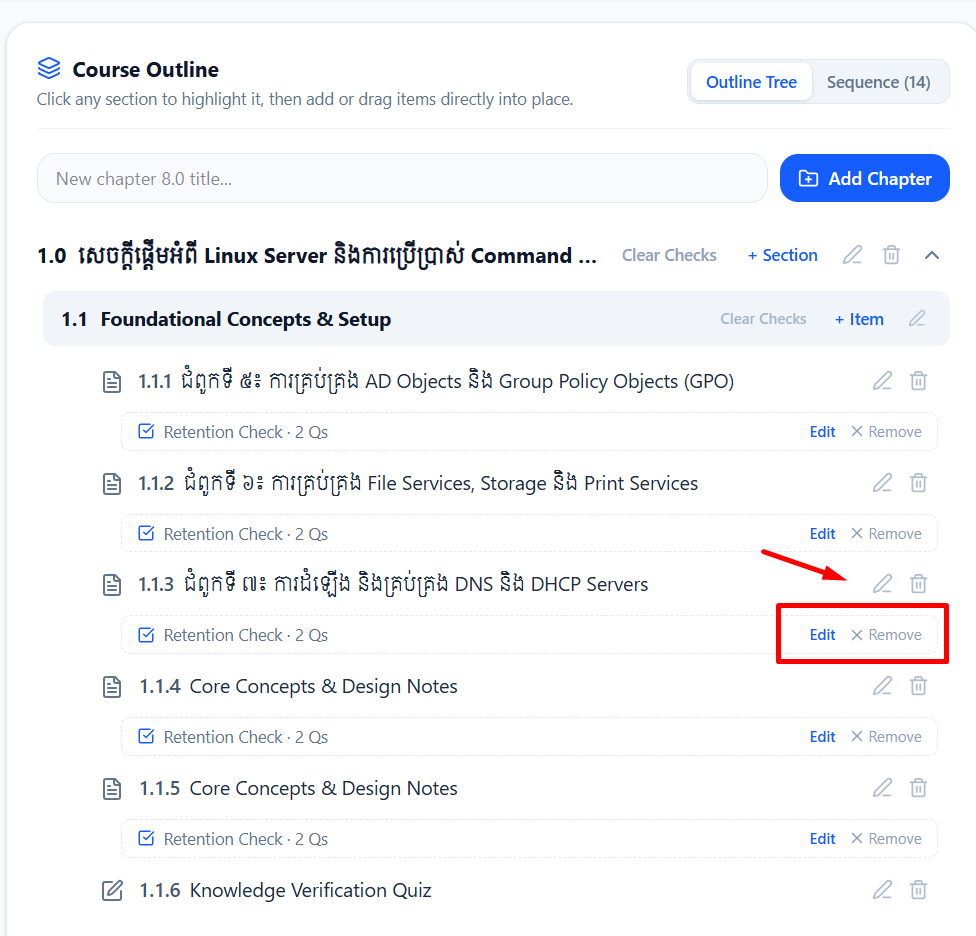 Course Outline
Click any section to highlight it, then add or drag items directly into place.
Outline Tree
Sequence (14)
New chapter 8.0 title...
Add Chapter
1.0 សេចក្តីផ្តើមអំពី Linux Server និងការប្រើប្រាស់ Command ...
Clear Checks
+ Section
1.1 Foundational Concepts & Setup
Clear Checks
+ Item
1.1.1 ជំពូកទី ៥៖ ការគ្រប់គ្រង AD Objects និង Group Policy Objects (GPO)
Retention Check · 2 Qs
Edit
Remove
1.1.2 ជំពូកទី ៦៖ ការគ្រប់គ្រង File Services, Storage និង Print Services
Retention Check · 2 Qs
Edit
Remove
1.1.3 ជំពូកទី ៧៖ ការដំឡើង និងគ្រប់គ្រង DNS និង DHCP Servers
Retention Check · 2 Qs
Edit
Remove
1.1.4 Core Concepts & Design Notes
Retention Check · 2 Qs
Edit
Remove
1.1.5 Core Concepts & Design Notes
Retention Check · 2 Qs
Edit
Remove
1.1.6 Knowledge Verification Quiz